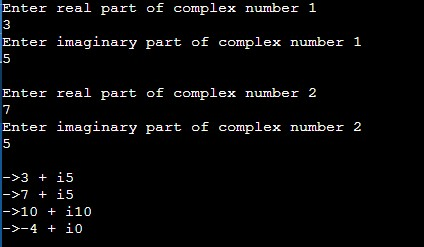 Enter real part of complex number 1
3
Enter imaginary part of complex number 1
5
Enter real part of complex number 2
7
Enter imaginary part of complex number 2
5
->3 + i5
->7 + i5
->10 + i10
->-4 + i0